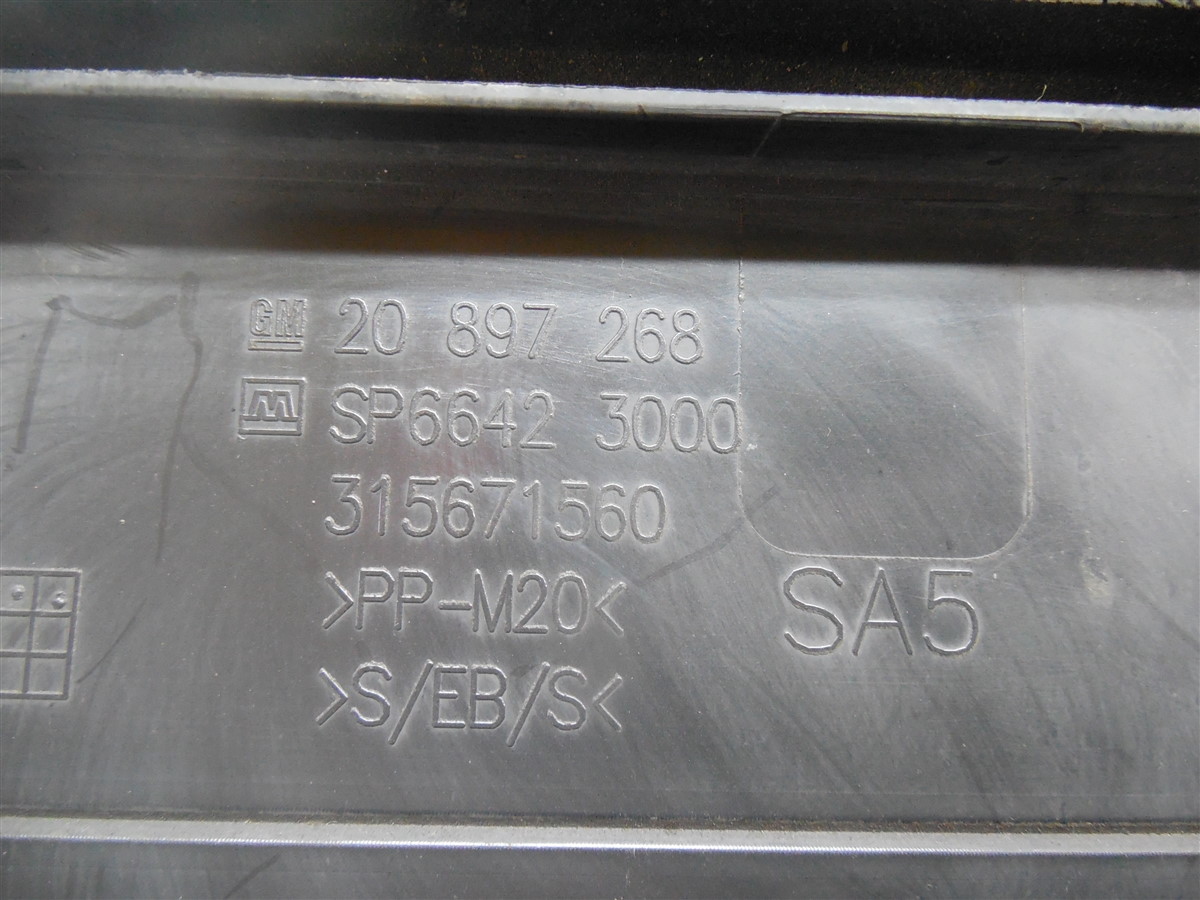 GM 20 897 268
M SP6642 3000
315671560
>PP-M20<
>S/EB/S<
SA5